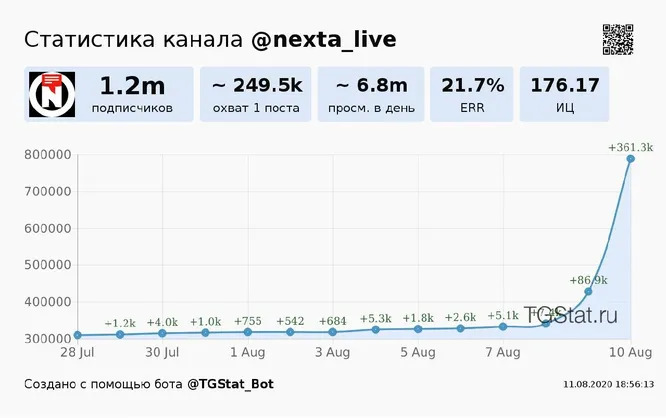 Статистика канала @nexta_live
1.2m
подписчиков
~ 249.5k
охват 1 поста
~ 6.8m
просм. в день
21.7%
ERR
176.17
ИЦ
N
+361.3k
800000
700000
600000
500000
+86.9k
400000
TGStat.ru
+1.2k +4.0k +1.0k +755 +542 +684 +5.3k +1.8k +2.6k +5.1k
300000
28 Jul 30 Jul 1 Aug 3 Aug 5 Aug 7 Aug 10 Aug
Создано с помощью бота @TGStat_Bot
11.08.2020 18:56:13